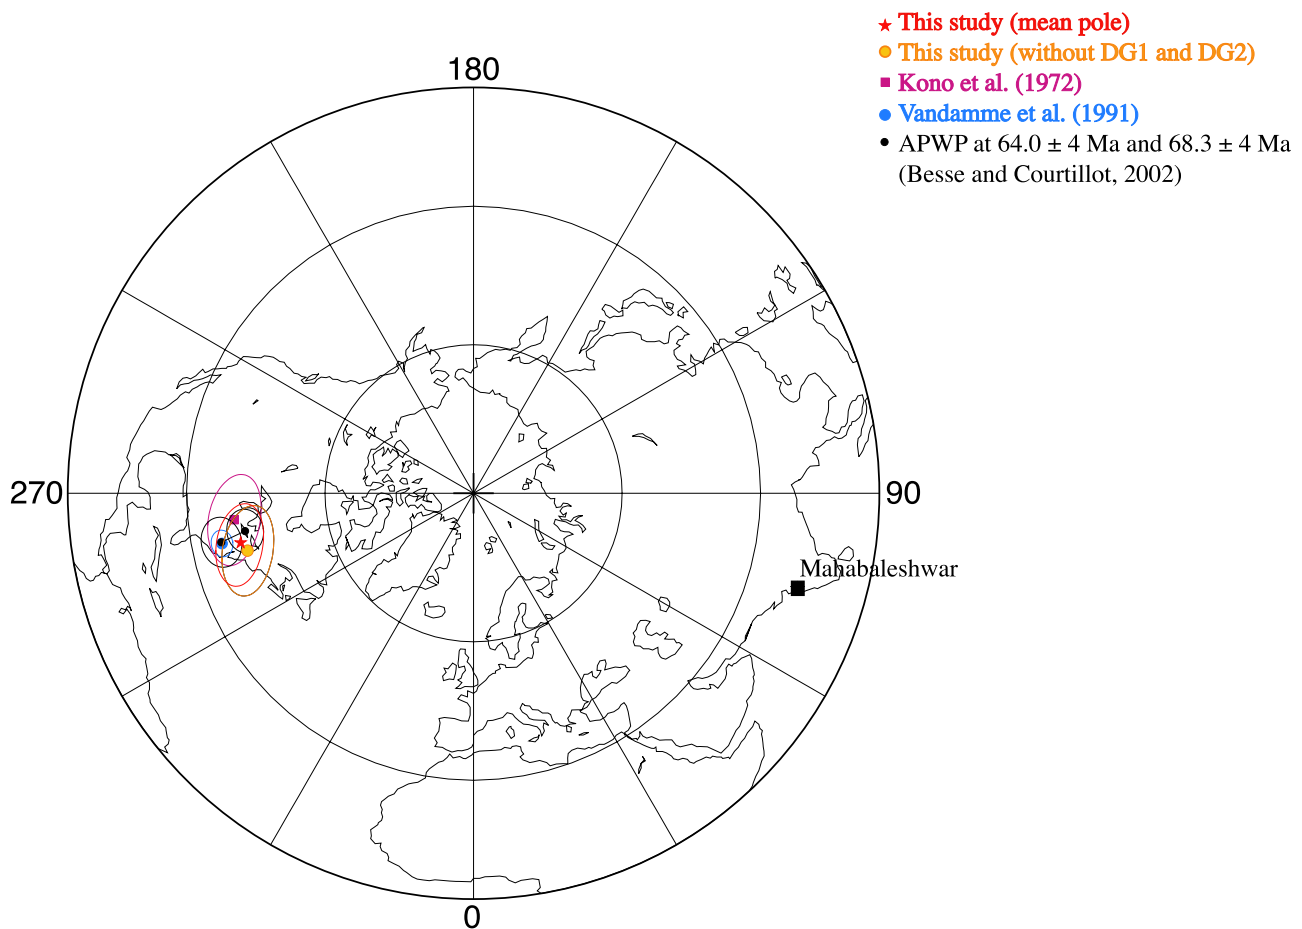 This study (mean pole)
This study (without DG1 and DG2)
Kono et al. (1972)
Vandamme et al. (1991)
APWP at 64.0 ± 4 Ma and 68.3 ± 4 Ma
(Besse and Courtillot, 2002)
180
270
90
Mahabaleshwar
0